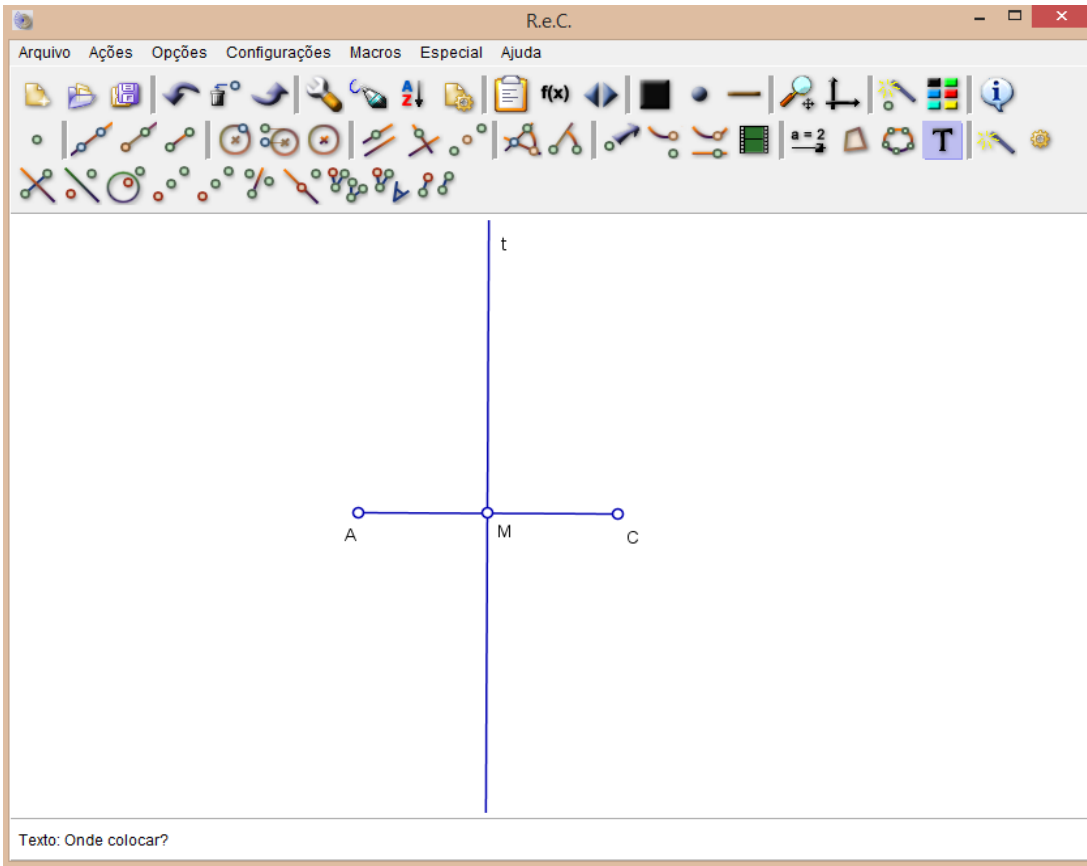 R.e.C.
Arquivo Ações Opções Configurações Macros Especial Ajuda
A Z f(x)
a = 2 T
t
A M C
Texto: Onde colocar?